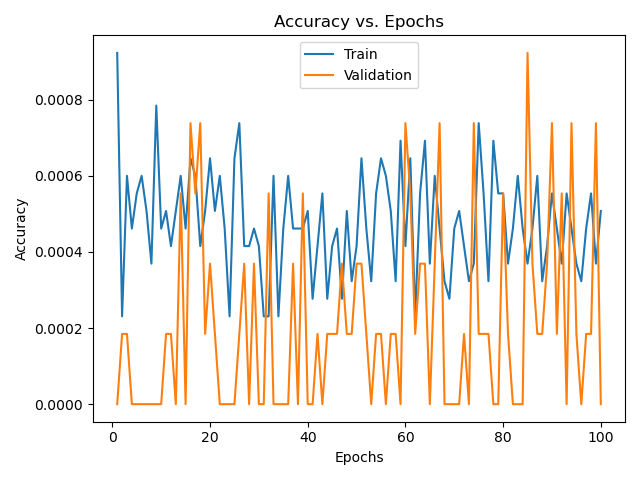 Accuracy vs. Epochs
Train
Validation
Accuracy
0.0008
0.0006
0.0004
0.0002
0.0000
0
20
40
60
80
100
Epochs